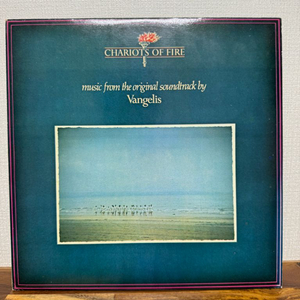 CHARIOTS OF FIRE
music from the original soundtrack by
Vangelis